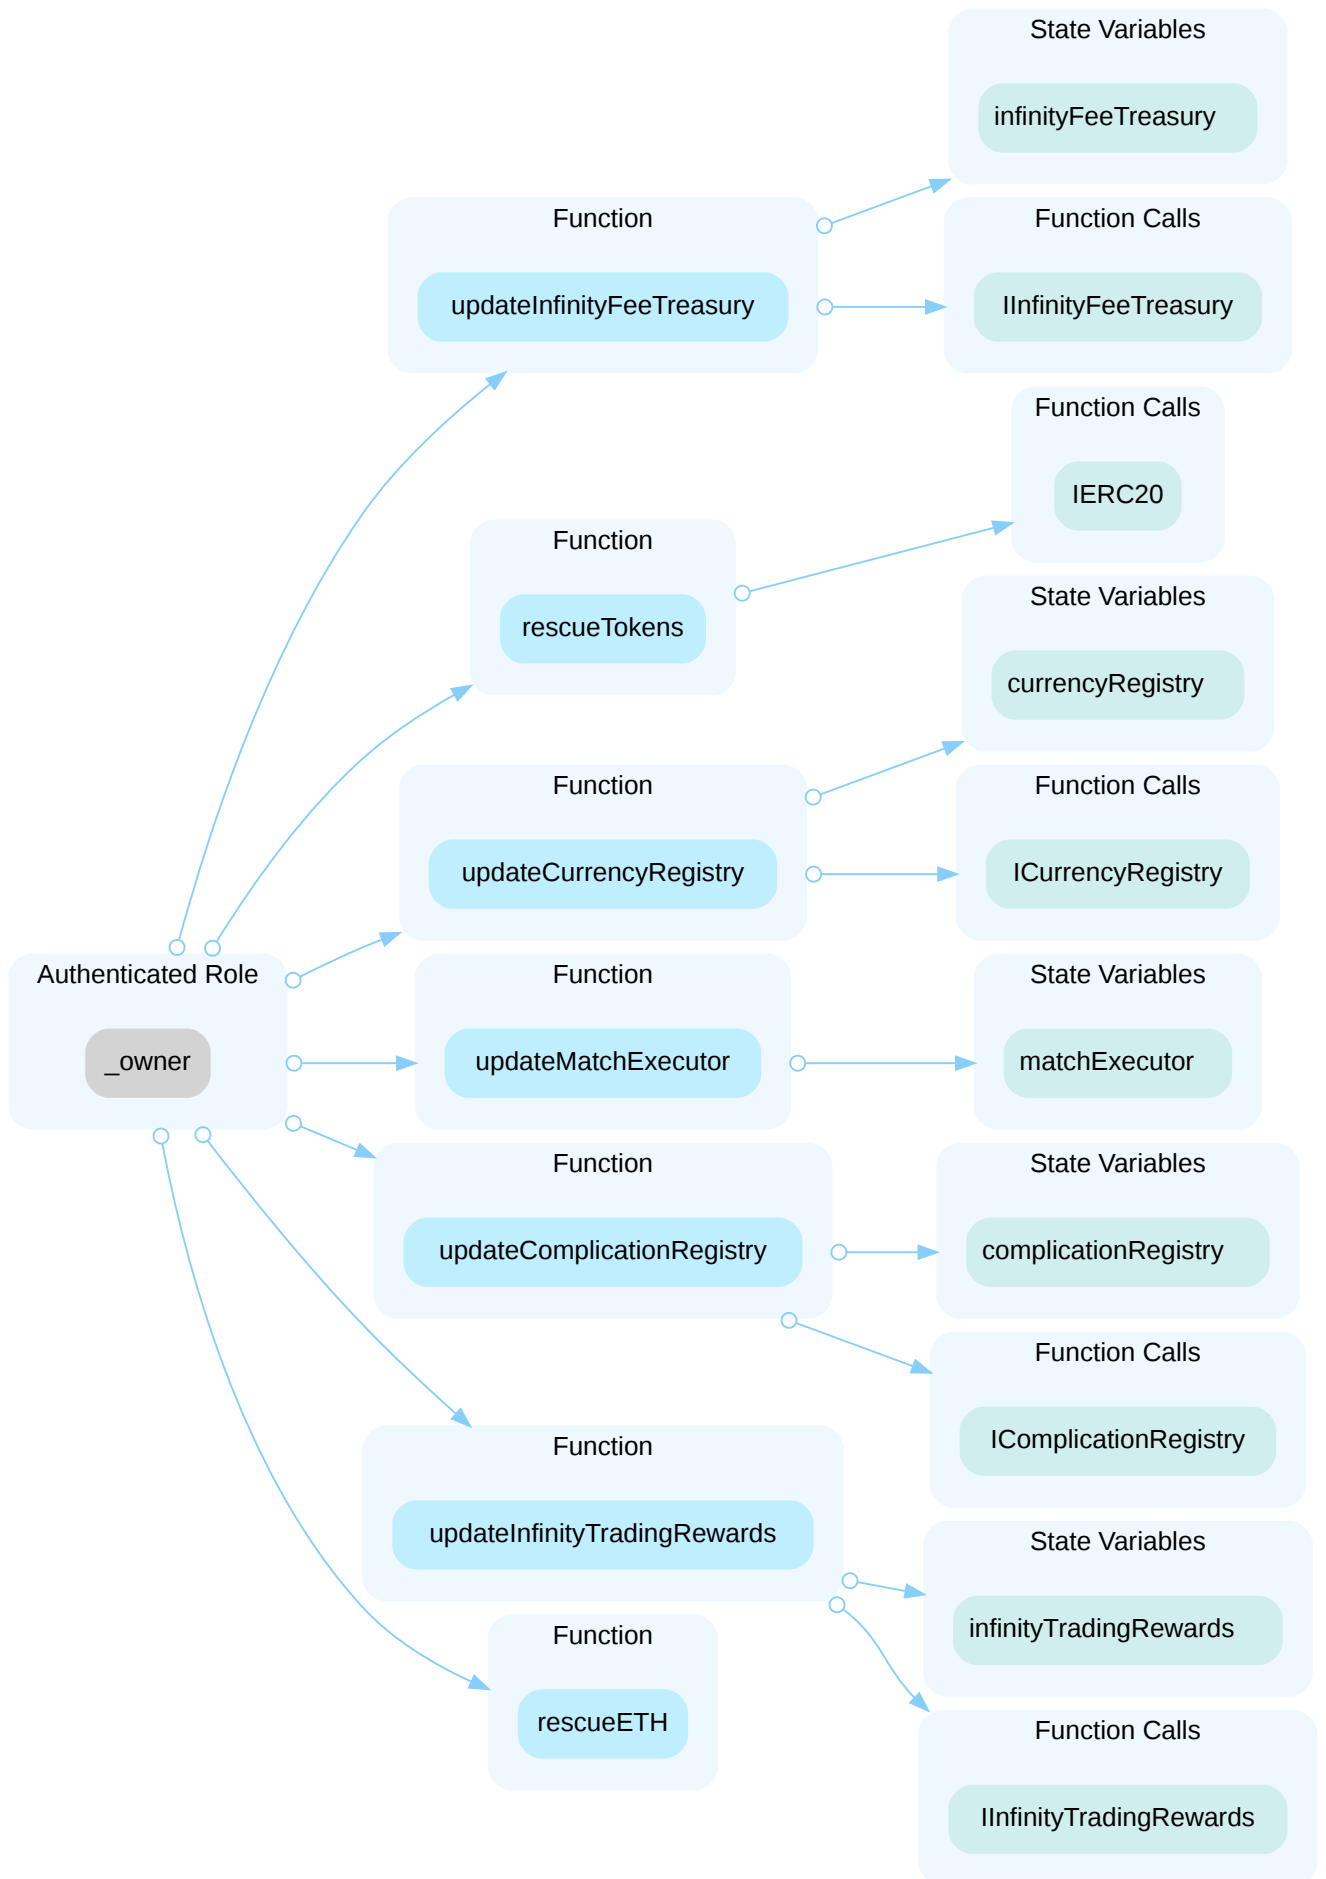 State Variables
infinityFeeTreasury
Function
updateInfinityFeeTreasury
Function Calls
IInfinityFeeTreasury
Function Calls
IERC20
Function
rescueTokens
State Variables
currencyRegistry
Function
updateCurrencyRegistry
Function Calls
ICurrencyRegistry
Authenticated Role
_owner
Function
updateMatchExecutor
State Variables
matchExecutor
Function
updateComplicationRegistry
State Variables
complicationRegistry
Function Calls
IComplicationRegistry
Function
updateInfinityTradingRewards
State Variables
infinityTradingRewards
Function
rescueETH
Function Calls
IInfinityTradingRewards